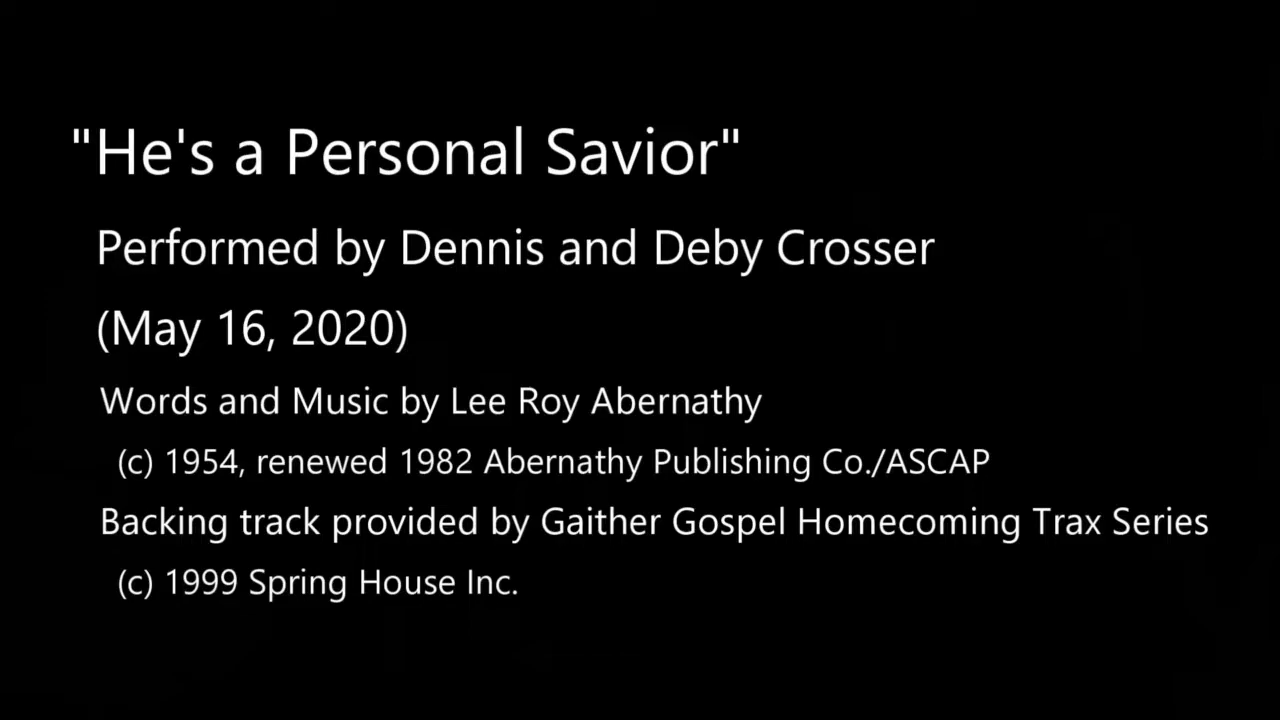 "He's a Personal Savior"
Performed by Dennis and Deby Crosser
(May 16, 2020)
Words and Music by Lee Roy Abernathy
(c) 1954, renewed 1982 Abernathy Publishing Co./ASCAP
Backing track provided by Gaither Gospel Homecoming Trax Series
(c) 1999 Spring House Inc.